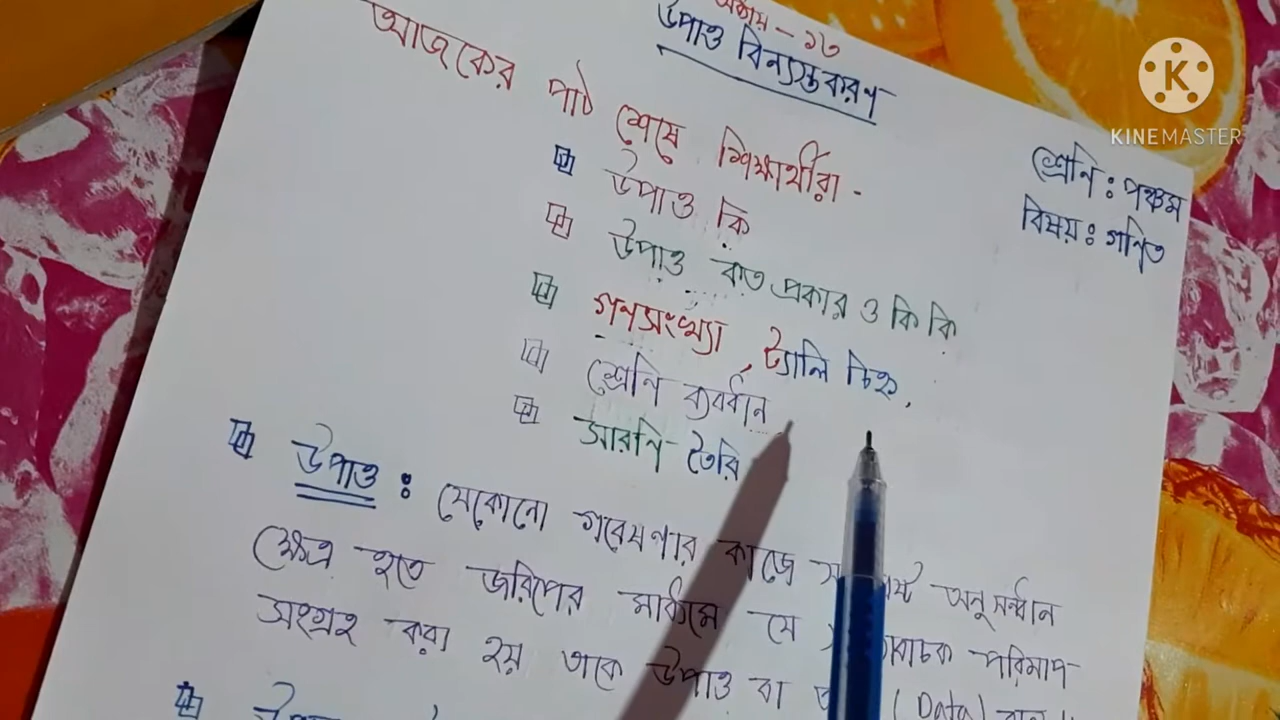 অধ্যায় - ১৩
উপাত্ত বিন্যস্তকরণ
আজকের পাঠ শেষে শিক্ষার্থীরা -
শ্রেণি : পঞ্চম
বিষয় : গণিত
উপাত্ত কি
উপাত্ত কত প্রকার ও কি কি
গণসংখ্যা, ট্যালি চিহ্ন,
শ্রেণি ব্যবধান
সারণি তৈরি
উপাত্ত : যেকোনো গবেষণার কাজে অনুসন্ধান
ক্ষেত্র হতে জরিপের মাধ্যমে যে পরিমাপ
সংগ্রহ করা হয় তাকে উপাত্ত বা (Data)
KINEMASTER